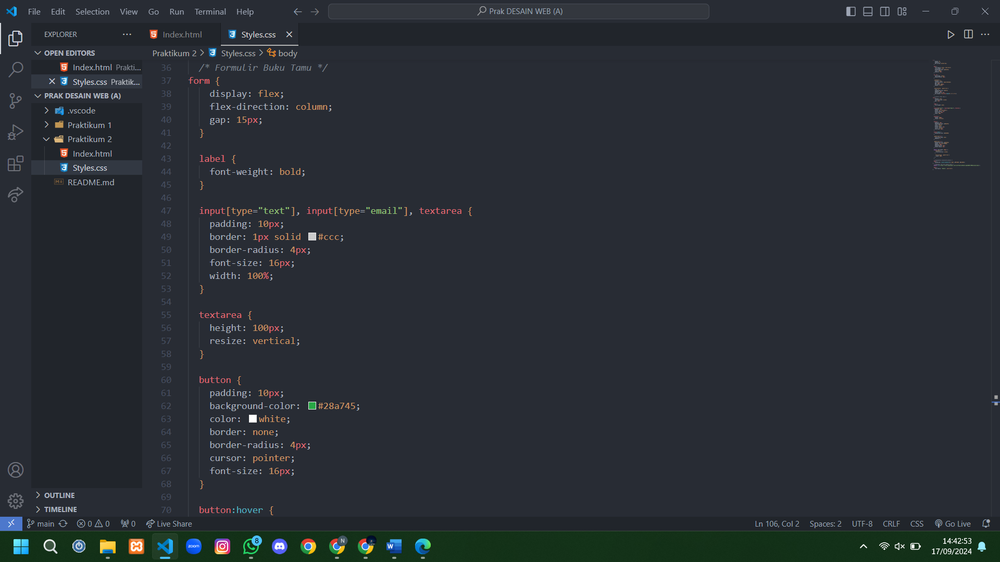 File Edit Selection View Go Run Terminal Help
Prak DESAIN WEB (A)
EXPLORER
Index.html
Styles.css
OPEN EDITORS
Index.html Prakti...
Styles.css Praktik...
PRAK DESAIN WEB (A)
.vscode
Praktikum 1
Praktikum 2
Index.html
Styles.css
README.md
OUTLINE
TIMELINE
Praktikum 2 > Styles.css > body
36 /* Formulir Buku Tamu */
37 form {
38 display: flex;
39 flex-direction: column;
40 gap: 15px;
41 }
42
43 label {
44 font-weight: bold;
45 }
46
47 input[type="text"], input[type="email"], textarea {
48 padding: 10px;
49 border: 1px solid #ccc;
50 border-radius: 4px;
51 font-size: 16px;
52 width: 100%;
53 }
54
55 textarea {
56 height: 100px;
57 resize: vertical;
58 }
59
60 button {
61 padding: 10px;
62 background-color: #28a745;
63 color: white;
64 border: none;
65 border-radius: 4px;
66 cursor: pointer;
67 font-size: 16px;
68 }
69
70 button:hover {
main 0 0 0 Live Share
Ln 106, Col 2 Spaces: 2 UTF-8 CRLF CSS Go Live
zoom
8
N
W
14:42:53
17/09/2024